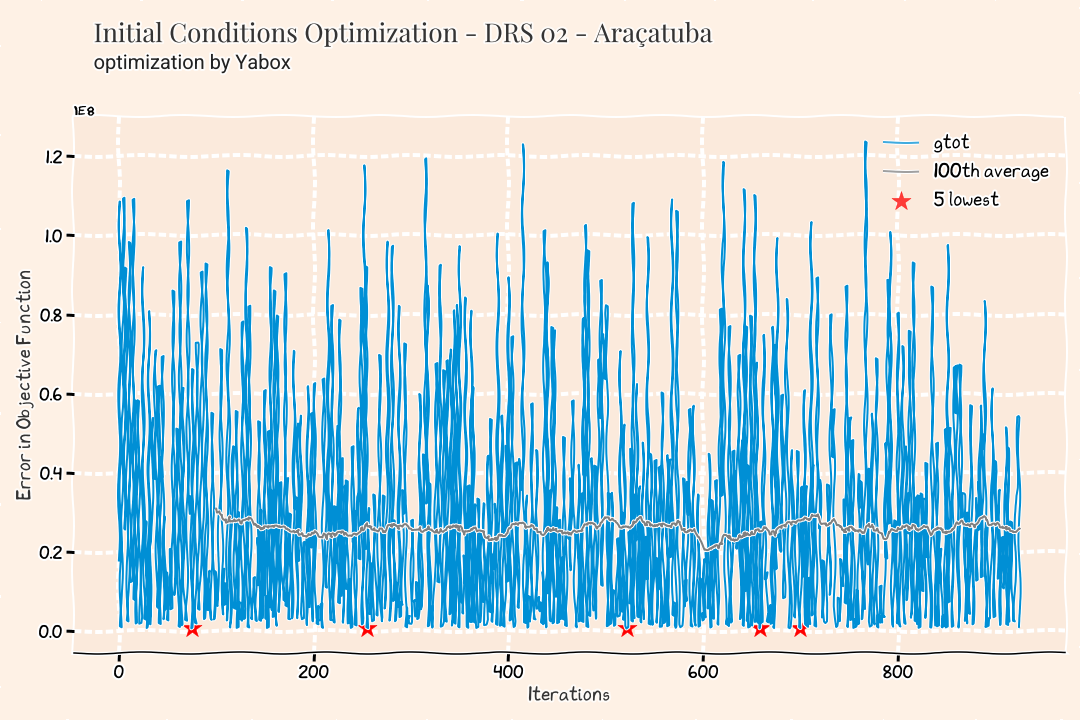 Initial Conditions Optimization - DRS 02 - Araçatuba
optimization by Yabox
1E8
gtot
100th average
5 lowest
1.2
1.0
0.8
0.6
0.4
0.2
0.0
Error in Objective Function
0 200 400 600 800
Iterations